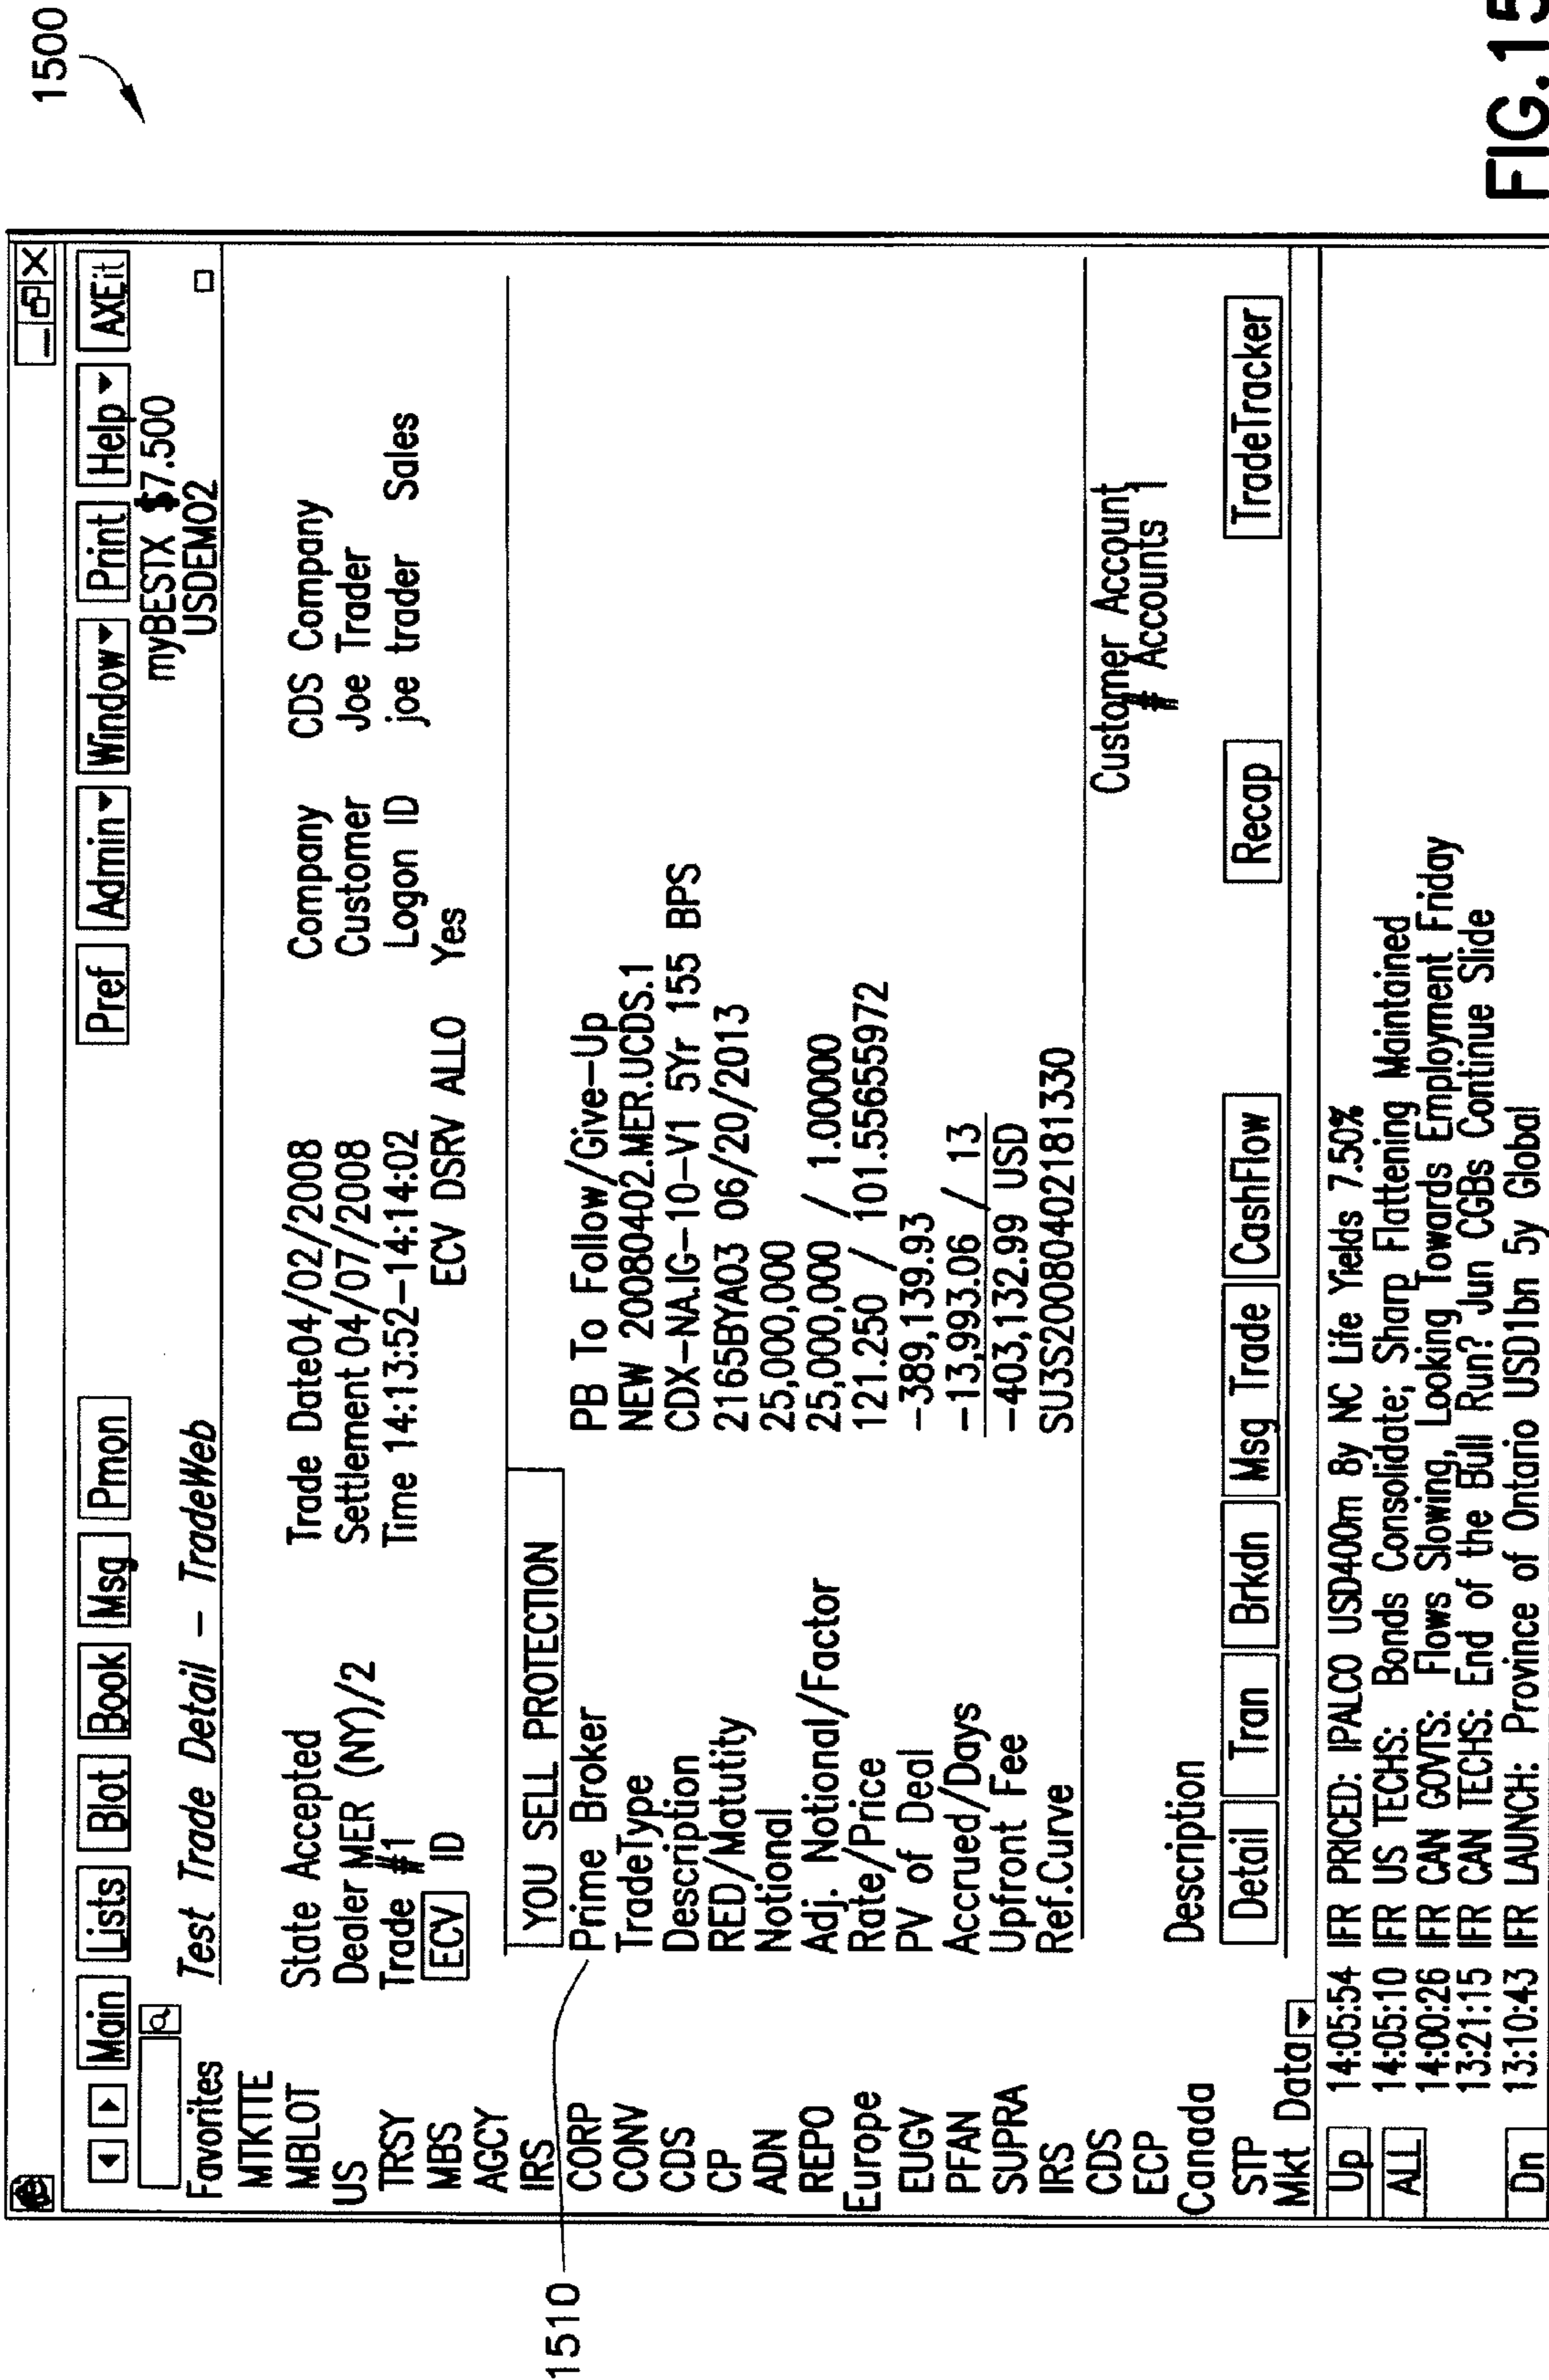 1500
Main Lists Blot Book Msg Pmon Pref Admin Window Print Help AXEit
myBESTX $7.500
Test Trade Detail – TradeWeb USDEMO2
Favorites
MTKTTE
MBLOT
US
TRSY
MBS
AGCY
IRS
CORP
CONV
CDS
CP
ADN
REPO
Europe
EUGV
PFAN
SUPRA
IRS
CDS
ECP
Canada
STP
Mkt Data
State Accepted Trade Date04/02/2008 Company CDS Company
Dealer MER (NY)/2 Settlement 04/07/2008 Customer Joe Trader
Trade #1 Time 14:13:52–14:14:02 Logon ID joe trader Sales
ECV ID ECV DSRV ALLO Yes
YOU SELL PROTECTION
1510
Prime Broker PB To Follow/Give–Up
TradeType NEW 20080402.MER.UCDS.1
Description CDX–NA.IG–10–V1 5Yr 155 BPS
RED/Matutity 2165BYA03 06/20/2013
Notional 25,000,000
Adj. Notional/Factor 25,000,000 / 1.00000
Rate/Price 121.250 / 101.55655972
PV of Deal –389,139.93
Accrued/Days –13,993.06 / 13
Upfront Fee –403,132.99 USD
Ref.Curve SU3S20080402181330
Customer Account
# Accounts 1
Description
Detail Tran Brkdn Msg Trade CashFlow Recap TradeTracker
Up 14:05:54 IFR PRICED: IPALCO USD400m By NC Life Yields 7.50%
ALL 14:05:10 IFR US TECHS: Bonds Consolidate; Sharp Flattening Maintained
14:00:26 IFR CAN GOVTS: Flows Slowing, Looking Towards Employment Friday
13:21:15 IFR CAN TECHS: End of the Bull Run? Jun CGBs Continue Slide
Dn 13:10:43 IFR LAUNCH: Province of Ontario USD1bn 5y Global
FIG.15